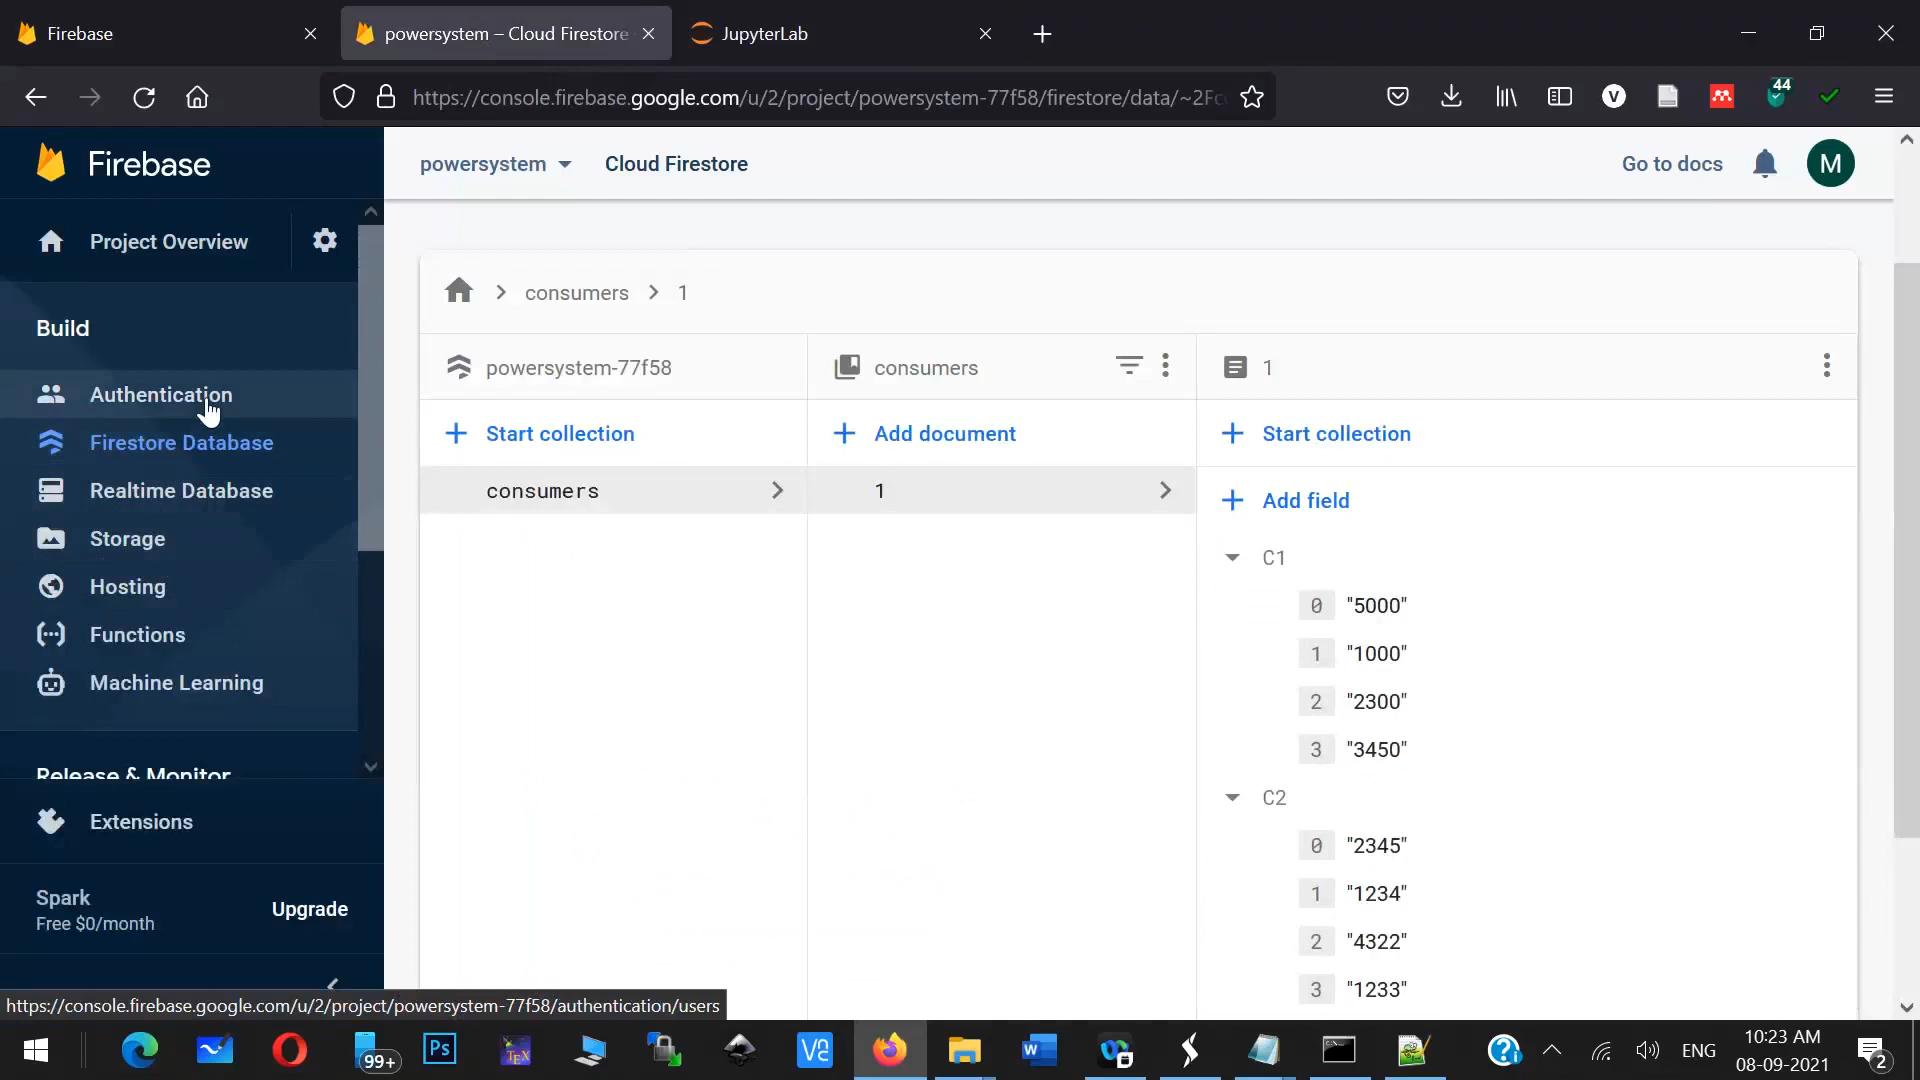 Firebase
powersystem – Cloud Firestore
JupyterLab
https://console.firebase.google.com/u/2/project/powersystem-77f58/firestore/data/~2Fc
V
44
Firebase
powersystem
Cloud Firestore
Go to docs
M
Project Overview
Build
Authentication
Firestore Database
Realtime Database
Storage
Hosting
Functions
Machine Learning
Release & Monitor
Extensions
Spark
Free $0/month
Upgrade
consumers
1
powersystem-77f58
consumers
1
Start collection
Add document
Start collection
consumers
1
Add field
C1
0 "5000"
1 "1000"
2 "2300"
3 "3450"
C2
0 "2345"
1 "1234"
2 "4322"
3 "1233"
https://console.firebase.google.com/u/2/project/powersystem-77f58/authentication/users
99+
Ps
TEX
ENG
10:23 AM
08-09-2021
2